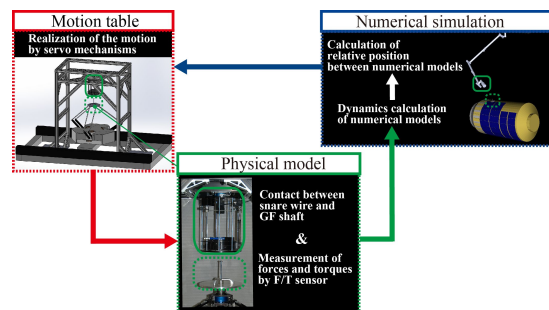 Motion table
Realization of the motion
by servo mechanisms
Numerical simulation
Calculation of
relative position
between numerical models
Dynamics calculation
of numerical models
Physical model
Contact between
snare wire and
GF shaft
&
Measurement of
forces and torques
by F/T sensor